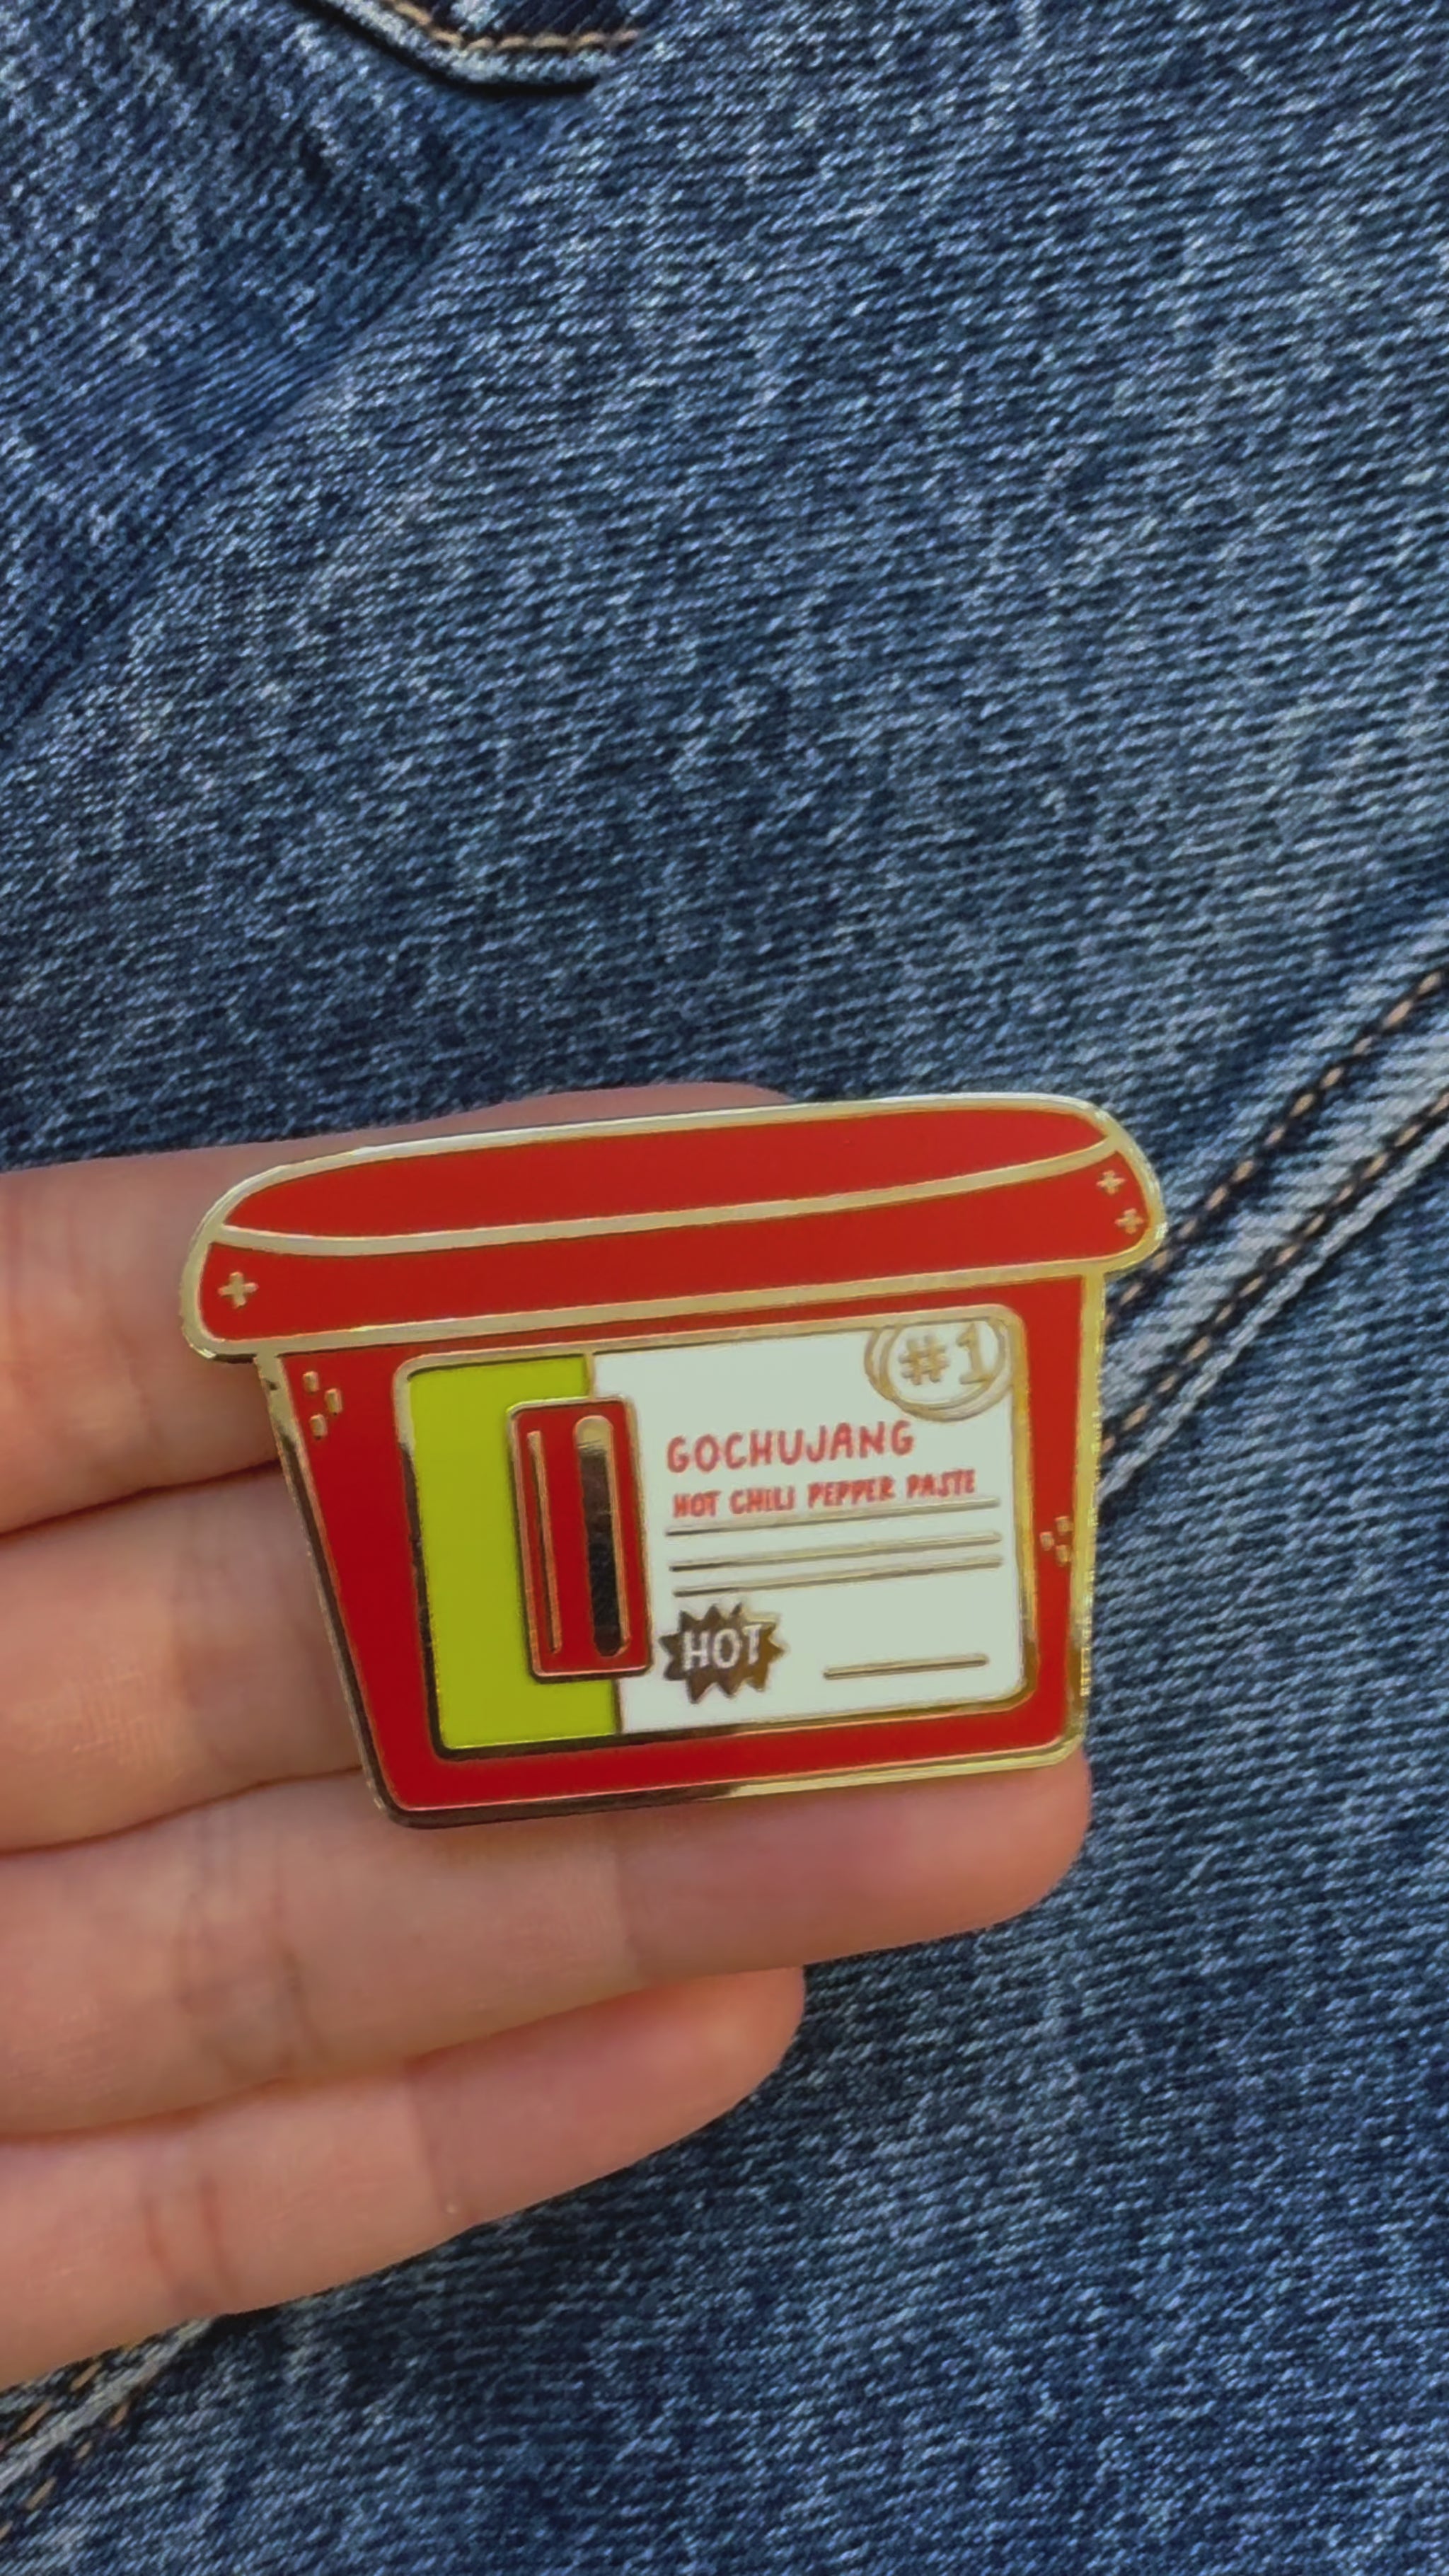 #1
GOCHUJANG
HOT CHILI PEPPER PASTE
HOT